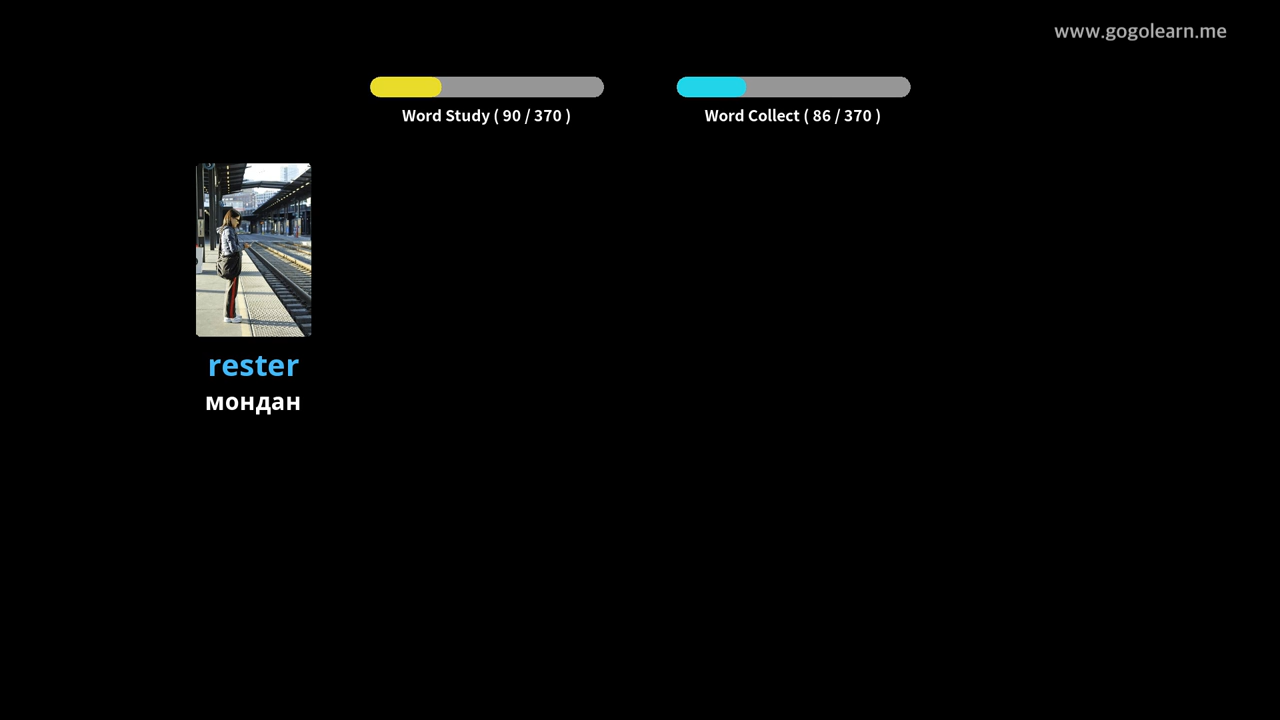 www.gogolearn.me
Word Study ( 90 / 370 )
Word Collect ( 86 / 370 )
rester
мондан